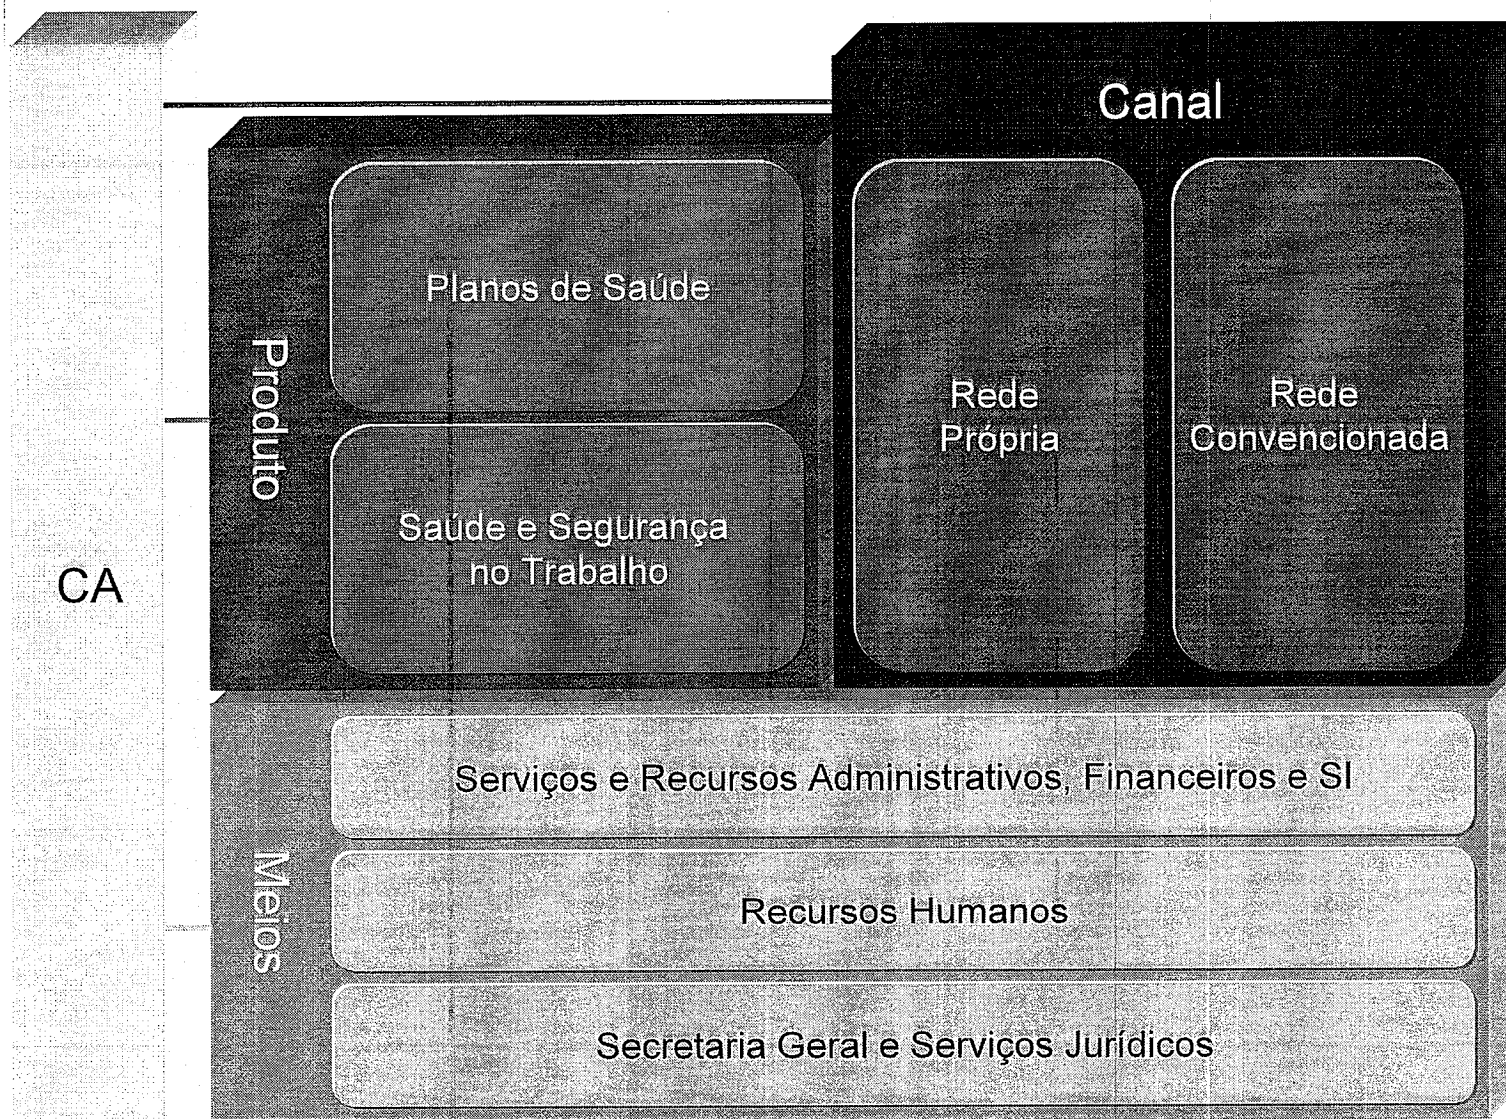 CA
Canal
Produto
Planos de Saúde
Saúde e Segurança
no Trabalho
Rede
Própria
Rede
Convencionada
Meios
Serviços e Recursos Administrativos, Financeiros e SI
Recursos Humanos
Secretaria Geral e Serviços Jurídicos